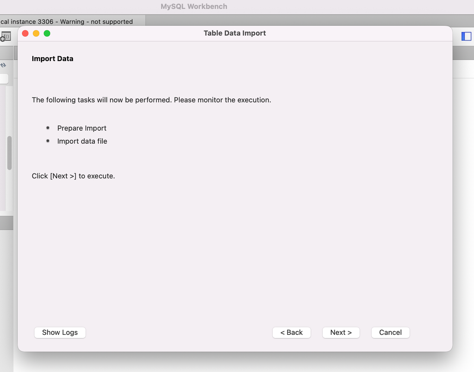 MySQL Workbench
cal instance 3306 - Warning - not supported
Table Data Import
Import Data
The following tasks will now be performed. Please monitor the execution.
Prepare Import
Import data file
Click [Next >] to execute.
Show Logs
< Back
Next >
Cancel